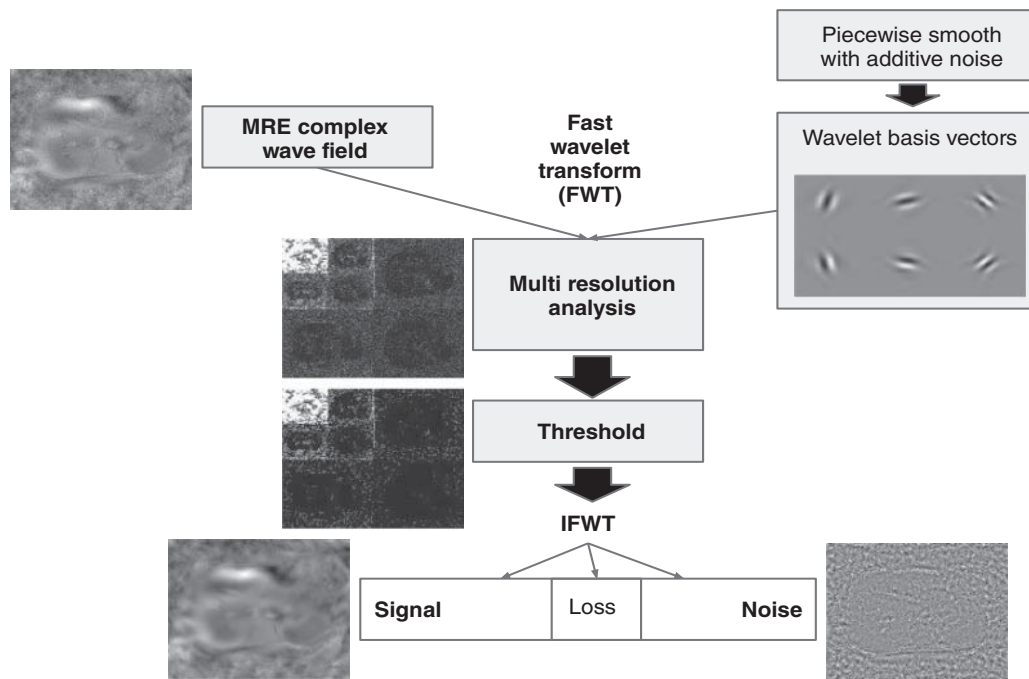 Piecewise smooth
with additive noise
MRE complex
wave field
Fast
wavelet
transform
(FWT)
Wavelet basis vectors
Multi resolution
analysis
Threshold
IFWT
Signal
Loss
Noise